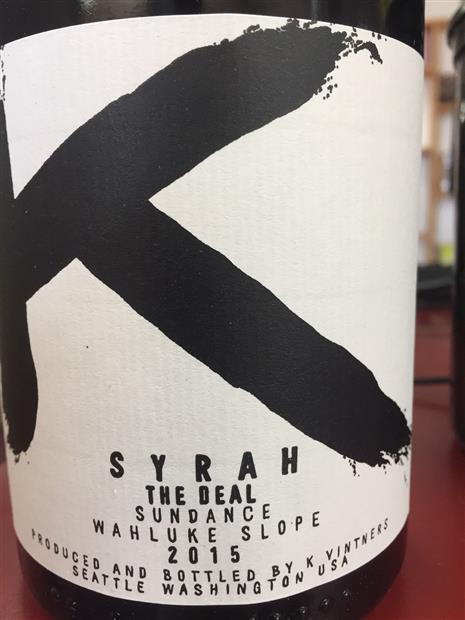 K
SYRAH
THE DEAL
SUNDANCE
WAHLUKE SLOPE
2015
PRODUCED AND BOTTLED BY K VINTNERS
SEATTLE WASHINGTON USA